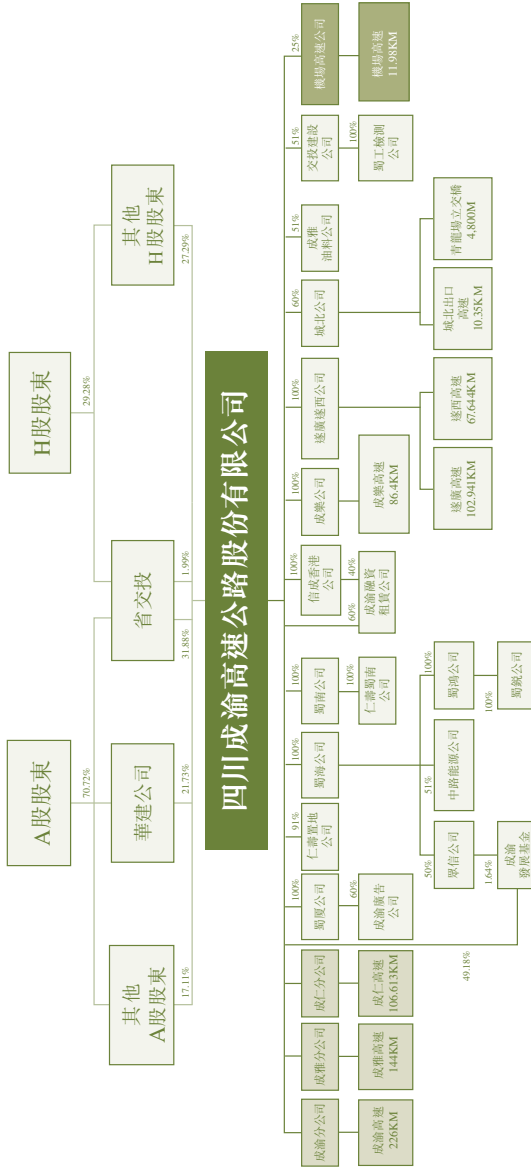 A股股東
H股股東
70.72%
29.28%
其他
A股股東
華建公司
省交投
其他
H股股東
17.11%
21.73%
31.88%
1.99%
27.29%
四川成渝高速公路股份有限公司
成渝分公司
成渝高速
226KM
成雅分公司
成雅高速
144KM
成仁分公司
成仁高速
106.613KM
100%
蜀厦公司
60%
成渝廣告
公司
91%
仁壽置地
公司
100%
蜀海公司
100%
蜀南公司
100%
仁壽蜀南
公司
100%
信成香港
公司
60%
40%
成渝融資
租賃公司
100%
成樂公司
成樂高速
86.4KM
100%
遂廣遂西公司
遂廣高速
102.941KM
遂西高速
67.644KM
60%
城北公司
城北出口
高速
10.35KM
青龍場立交橋
4,800M
51%
成雅
油料公司
51%
交投建設
公司
100%
蜀工檢測
公司
25%
機場高速公司
機場高速
11.98KM
50%
眾信公司
51%
中路能源公司
100%
蜀鴻公司
1.64%
成渝
發展基金
49.18%
100%
蜀銳公司